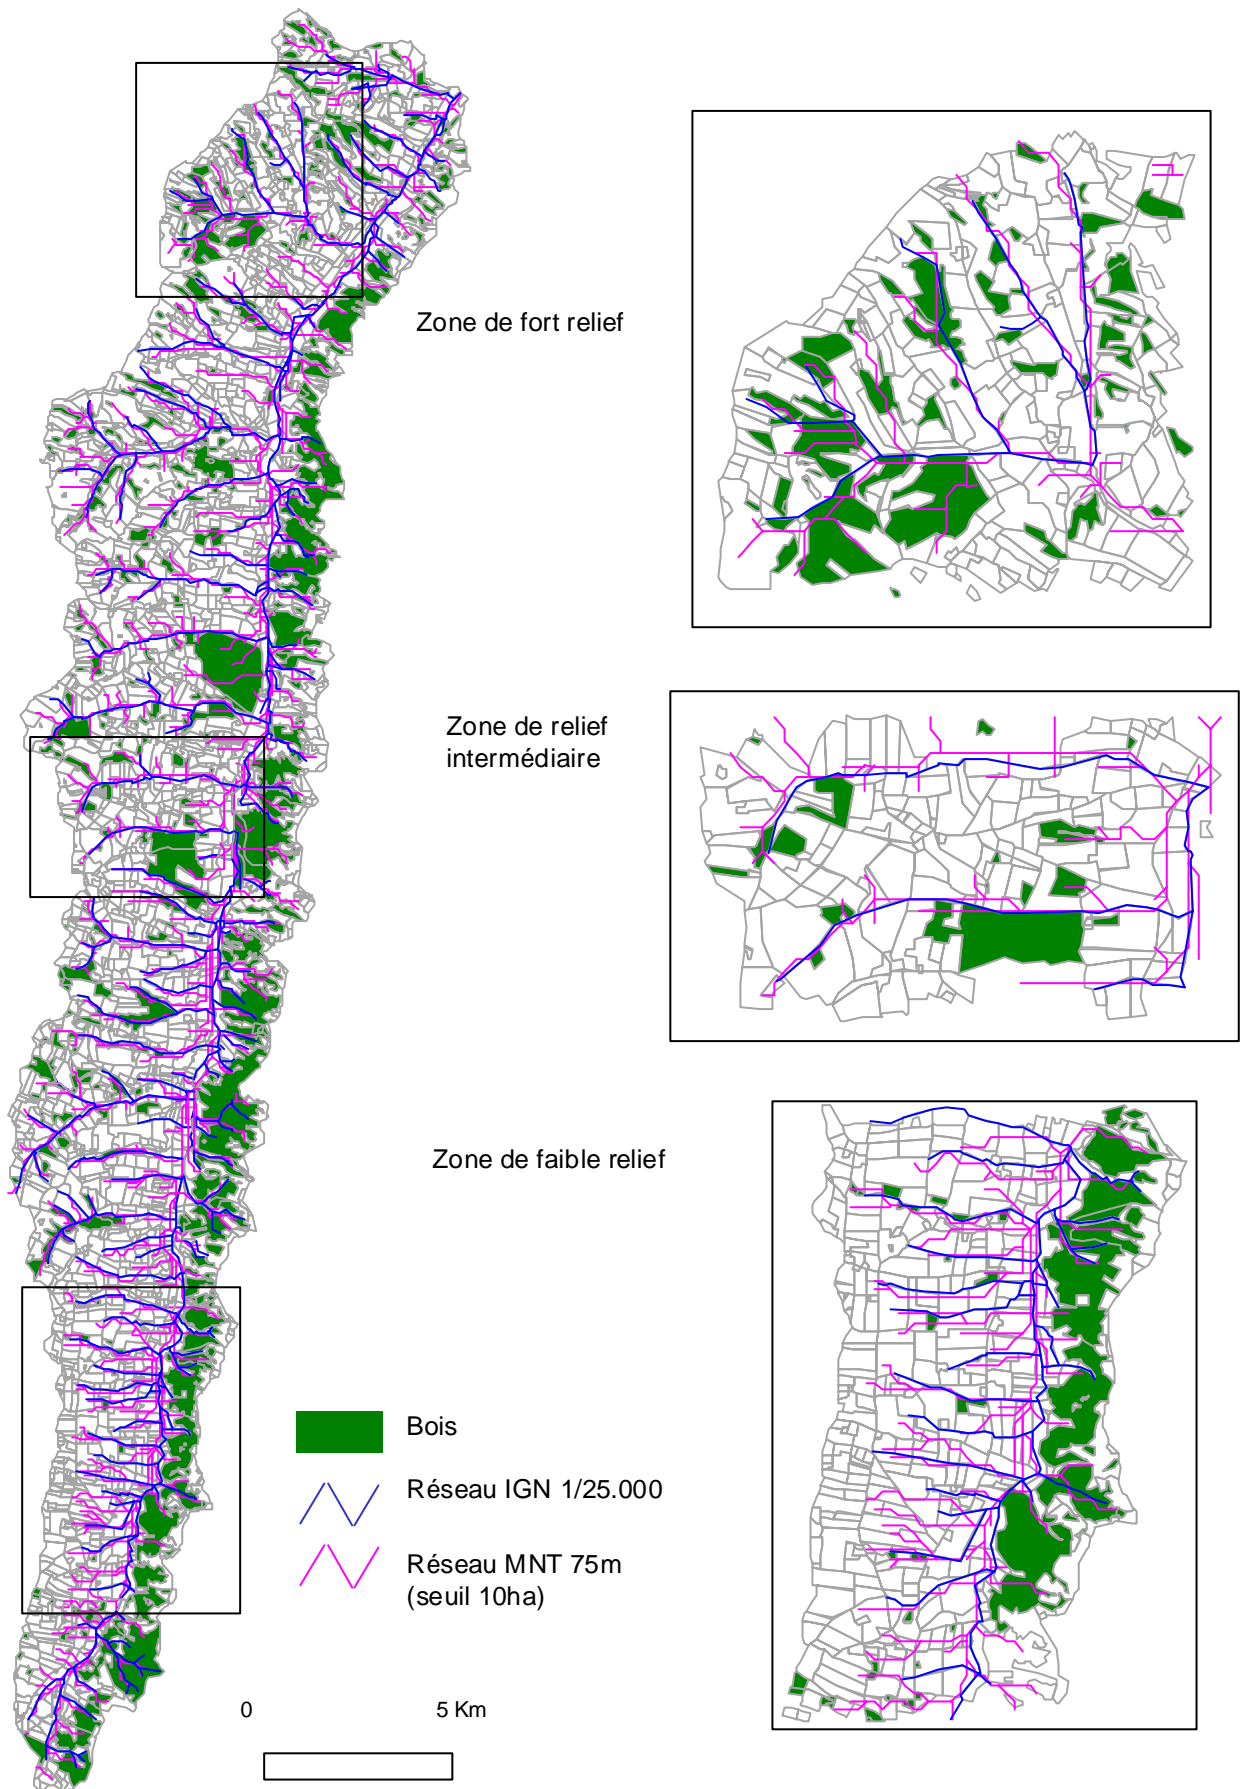 Zone de fort relief
Zone de relief
intermédiaire
Zone de faible relief
Bois
Réseau IGN 1/25.000
Réseau MNT 75m
(seuil 10ha)
0 5 Km